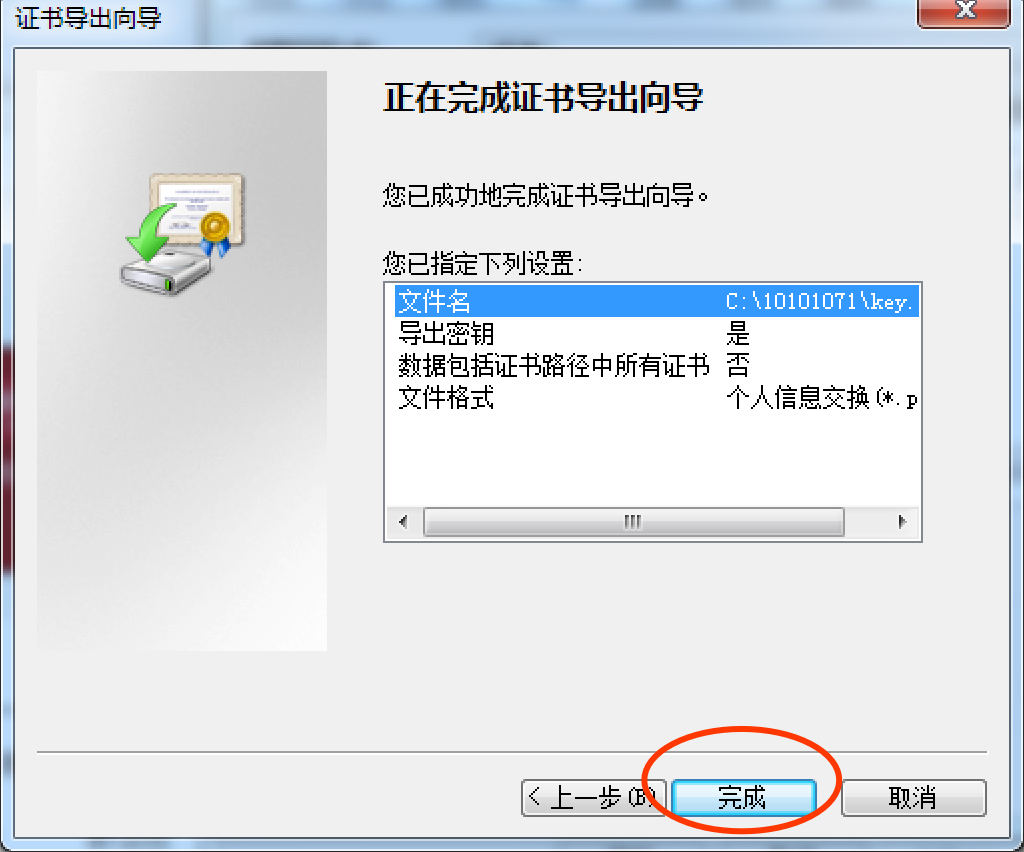 证书导出向导
正在完成证书导出向导
您已成功地完成证书导出向导。
您已指定下列设置:
文件名 C:\10101071\key.
导出密钥 是
数据包括证书路径中所有证书 否
文件格式 个人信息交换(*.p
< 上一步(B) 完成 取消